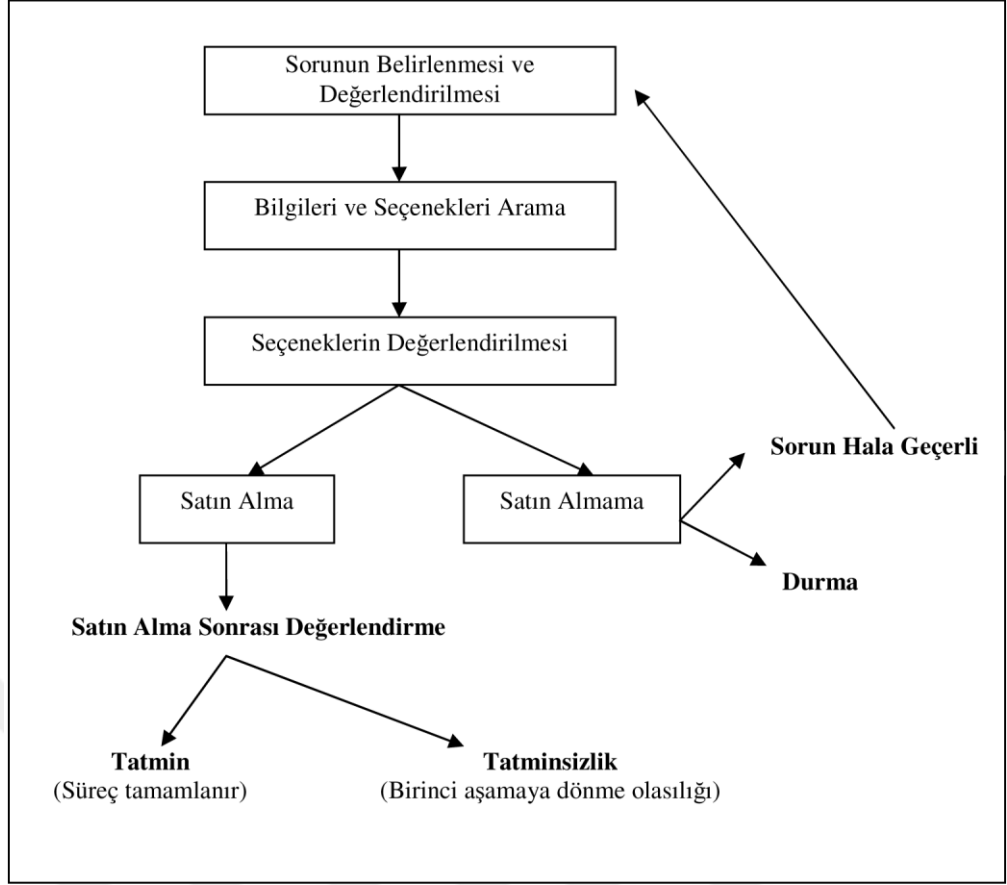 Sorunun Belirlenmesi ve
Değerlendirilmesi
Bilgileri ve Seçenekleri Arama
Seçeneklerin Değerlendirilmesi
Sorun Hala Geçerli
Satın Alma
Satın Almama
Durma
Satın Alma Sonrası Değerlendirme
Tatmin
(Süreç tamamlanır)
Tatminsizlik
(Birinci aşamaya dönme olasılığı)